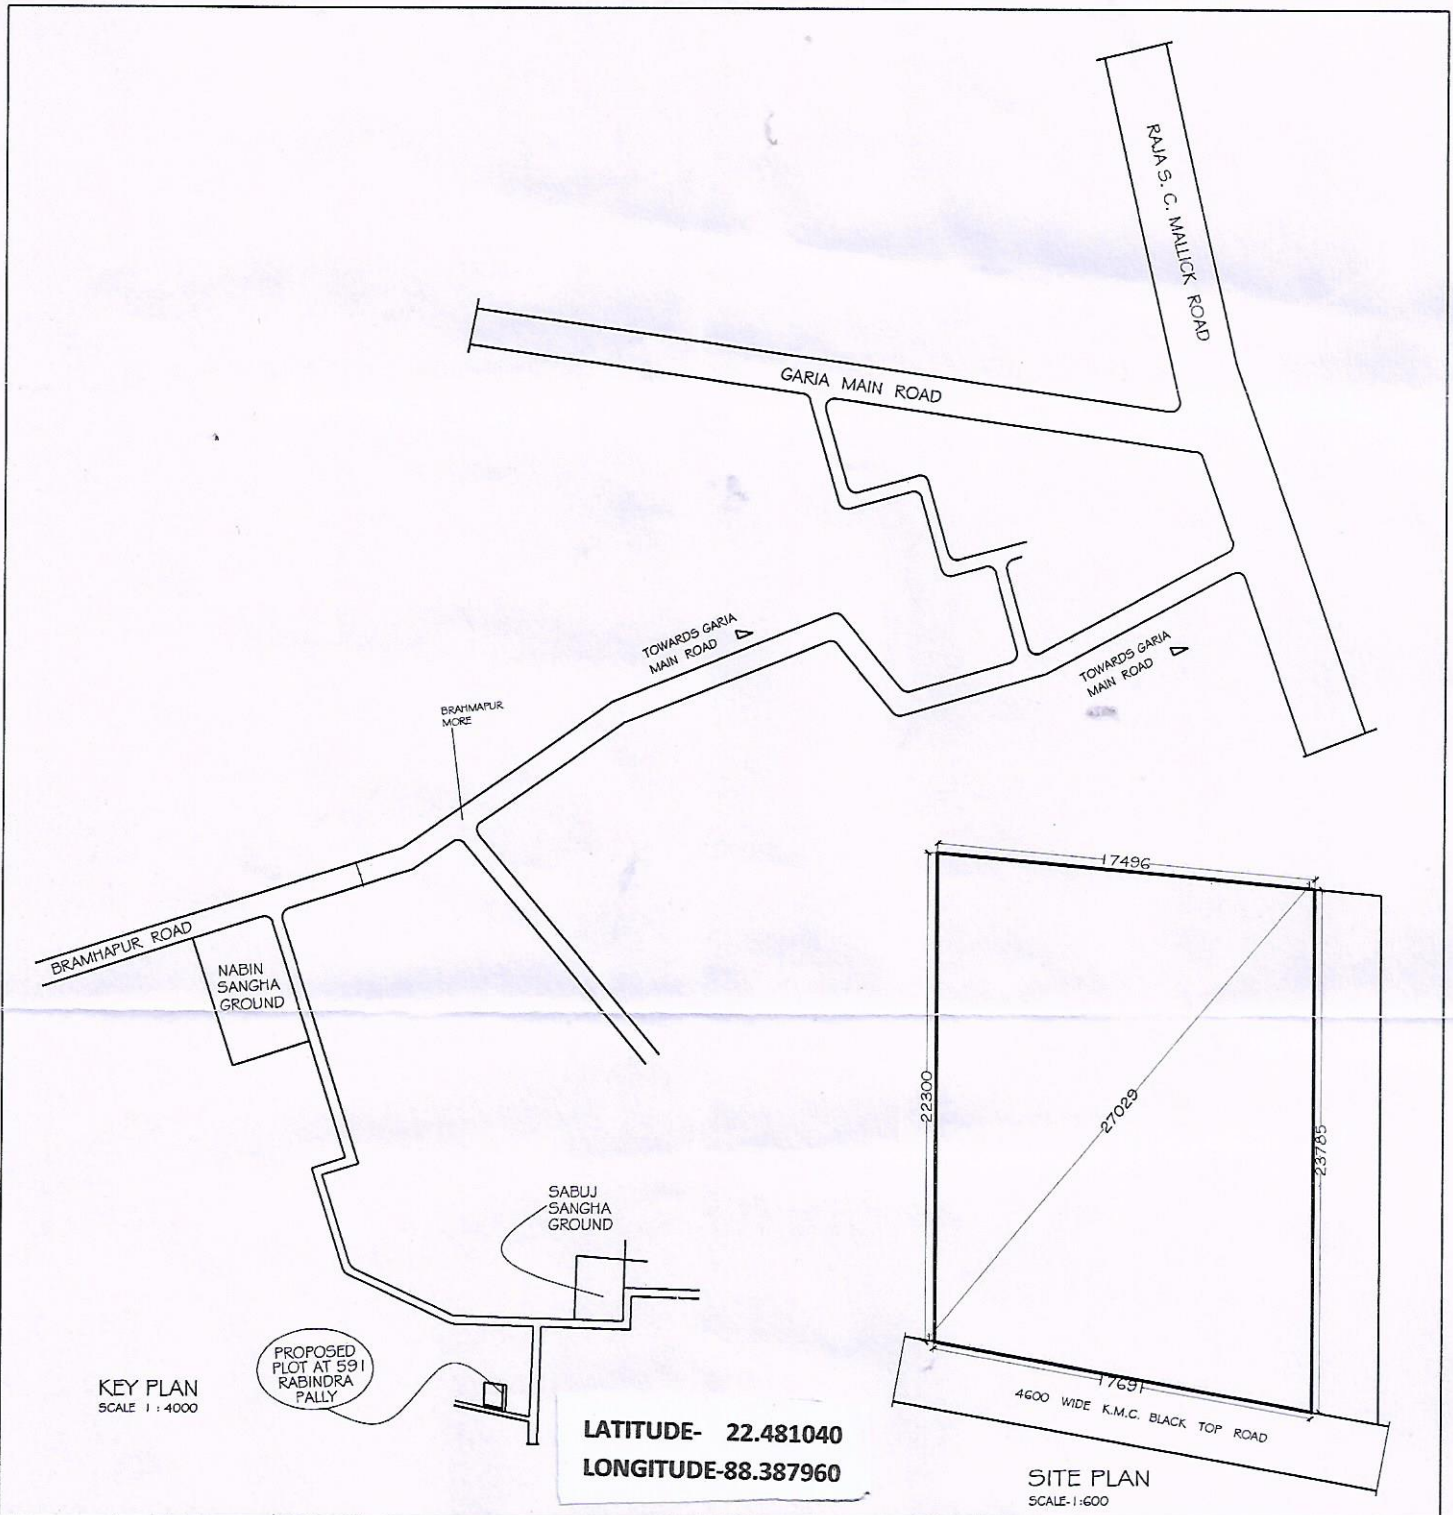 RAJA S. C. MALLICK ROAD
GARIA MAIN ROAD
TOWARDS GARIA
MAIN ROAD
TOWARDS GARIA
MAIN ROAD
BRAHMAPUR
MORE
BRAMHAPUR ROAD
NABIN
SANGHA
GROUND
17496
22300
27029
23785
17691
4600 WIDE K.M.C. BLACK TOP ROAD
SITE PLAN
SCALE-1:600
SABUJ
SANGHA
GROUND
PROPOSED
PLOT AT 591
RABINDRA
PALLY
KEY PLAN
SCALE 1 : 4000
LATITUDE- 22.481040
LONGITUDE-88.387960